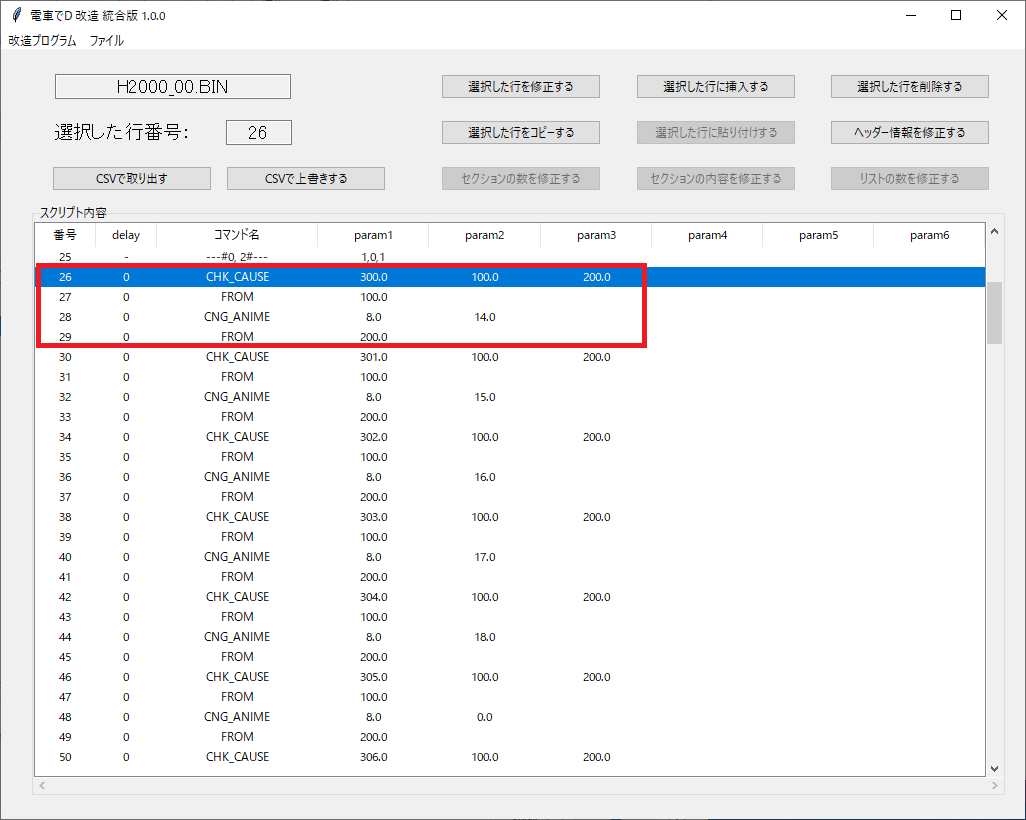 電車でD 改造 統合版 1.0.0
改造プログラム ファイル
H2000_00.BIN 選択した行を修正する 選択した行に挿入する 選択した行を削除する
選択した行番号: 26 選択した行をコピーする 選択した行に貼り付けする ヘッダー情報を修正する
CSVで取り出す CSVで上書きする セクションの数を修正する セクションの内容を修正する リストの数を修正する
スクリプト内容
番号 delay コマンド名 param1 param2 param3 param4 param5 param6
25 - ---#0, 2#--- 1,0,1
26 0 CHK_CAUSE 300.0 100.0 200.0
27 0 FROM 100.0
28 0 CNG_ANIME 8.0 14.0
29 0 FROM 200.0
30 0 CHK_CAUSE 301.0 100.0 200.0
31 0 FROM 100.0
32 0 CNG_ANIME 8.0 15.0
33 0 FROM 200.0
34 0 CHK_CAUSE 302.0 100.0 200.0
35 0 FROM 100.0
36 0 CNG_ANIME 8.0 16.0
37 0 FROM 200.0
38 0 CHK_CAUSE 303.0 100.0 200.0
39 0 FROM 100.0
40 0 CNG_ANIME 8.0 17.0
41 0 FROM 200.0
42 0 CHK_CAUSE 304.0 100.0 200.0
43 0 FROM 100.0
44 0 CNG_ANIME 8.0 18.0
45 0 FROM 200.0
46 0 CHK_CAUSE 305.0 100.0 200.0
47 0 FROM 100.0
48 0 CNG_ANIME 8.0 0.0
49 0 FROM 200.0
50 0 CHK_CAUSE 306.0 100.0 200.0